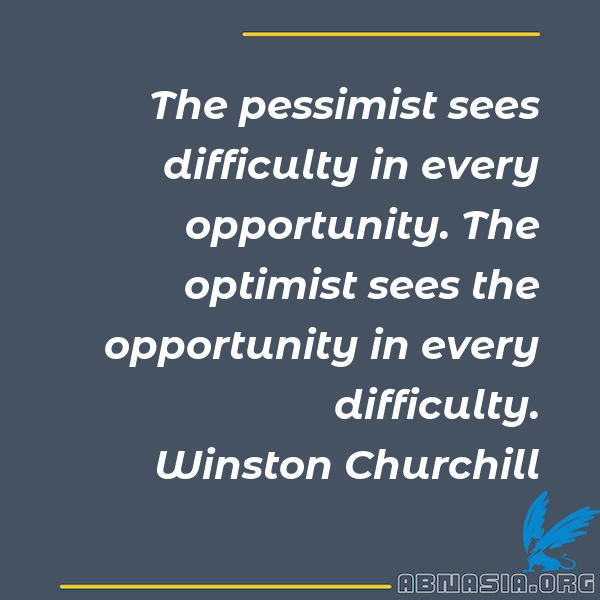 The pessimist sees
difficulty in every
opportunity. The
optimist sees the
opportunity in every
difficulty.
Winston Churchill
ABNASIA.ORG